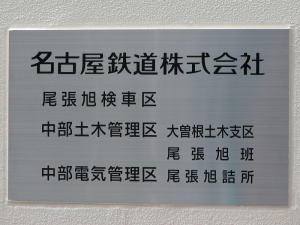 名古屋鉄道株式会社
尾張旭検車区
中部土木管理区 大曽根土木支区
尾張旭班
中部電気管理区 尾張旭詰所